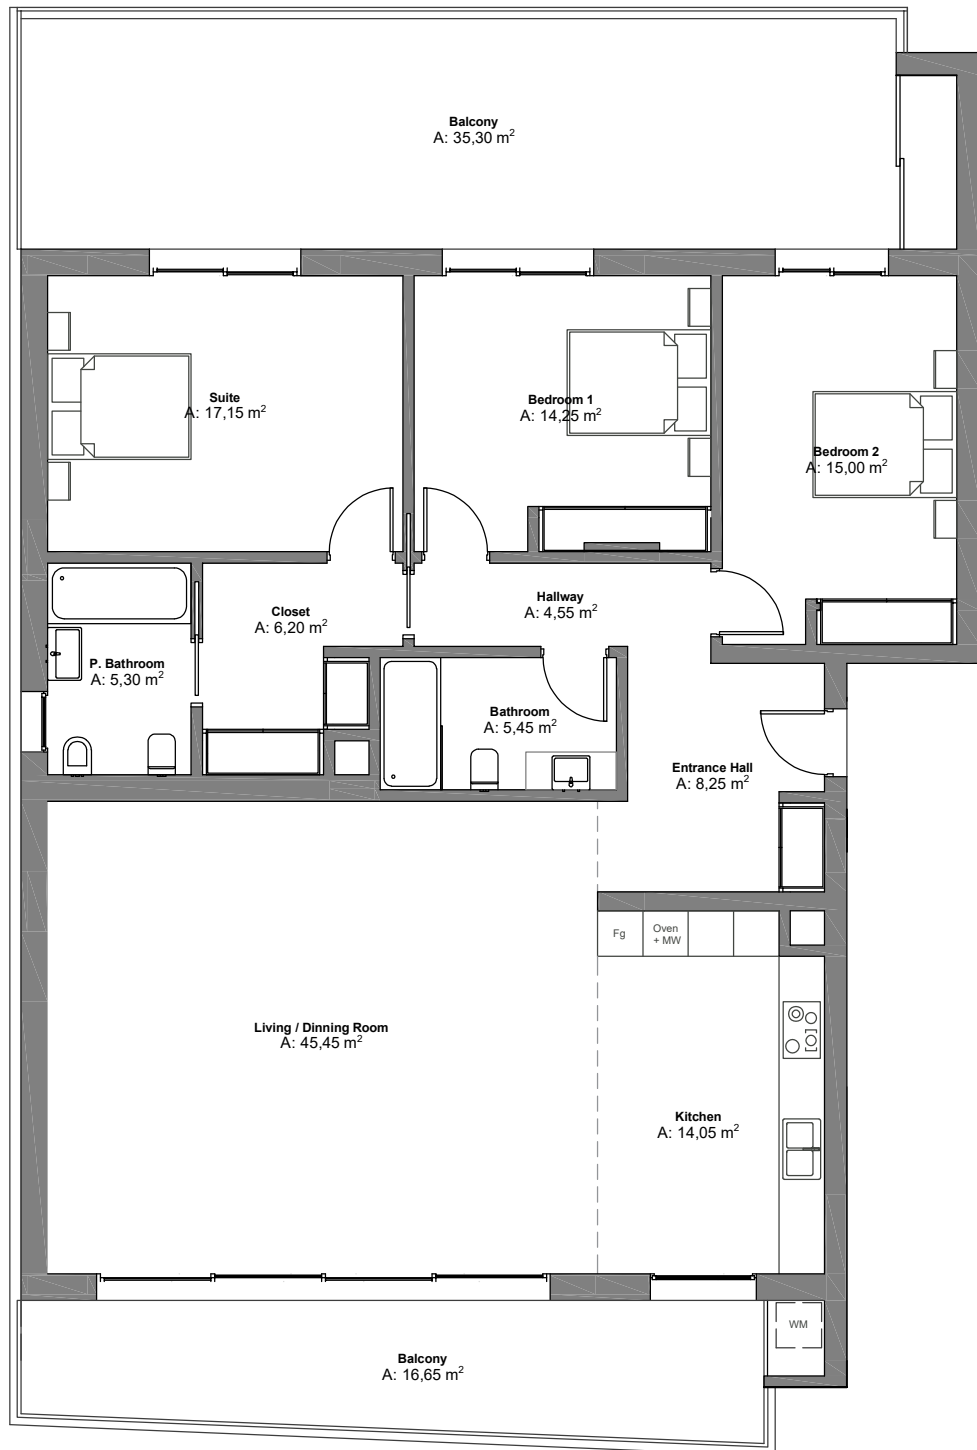 Balcony
A: 35,30 m²
Suite
A: 17,15 m²
Bedroom 1
A: 14,25 m²
Bedroom 2
A: 15,00 m²
Closet
A: 6,20 m²
Hallway
A: 4,55 m²
P. Bathroom
A: 5,30 m²
Bathroom
A: 5,45 m²
Entrance Hall
A: 8,25 m²
Fg
Oven
+ MW
Living / Dinning Room
A: 45,45 m²
Kitchen
A: 14,05 m²
WM
Balcony
A: 16,65 m²